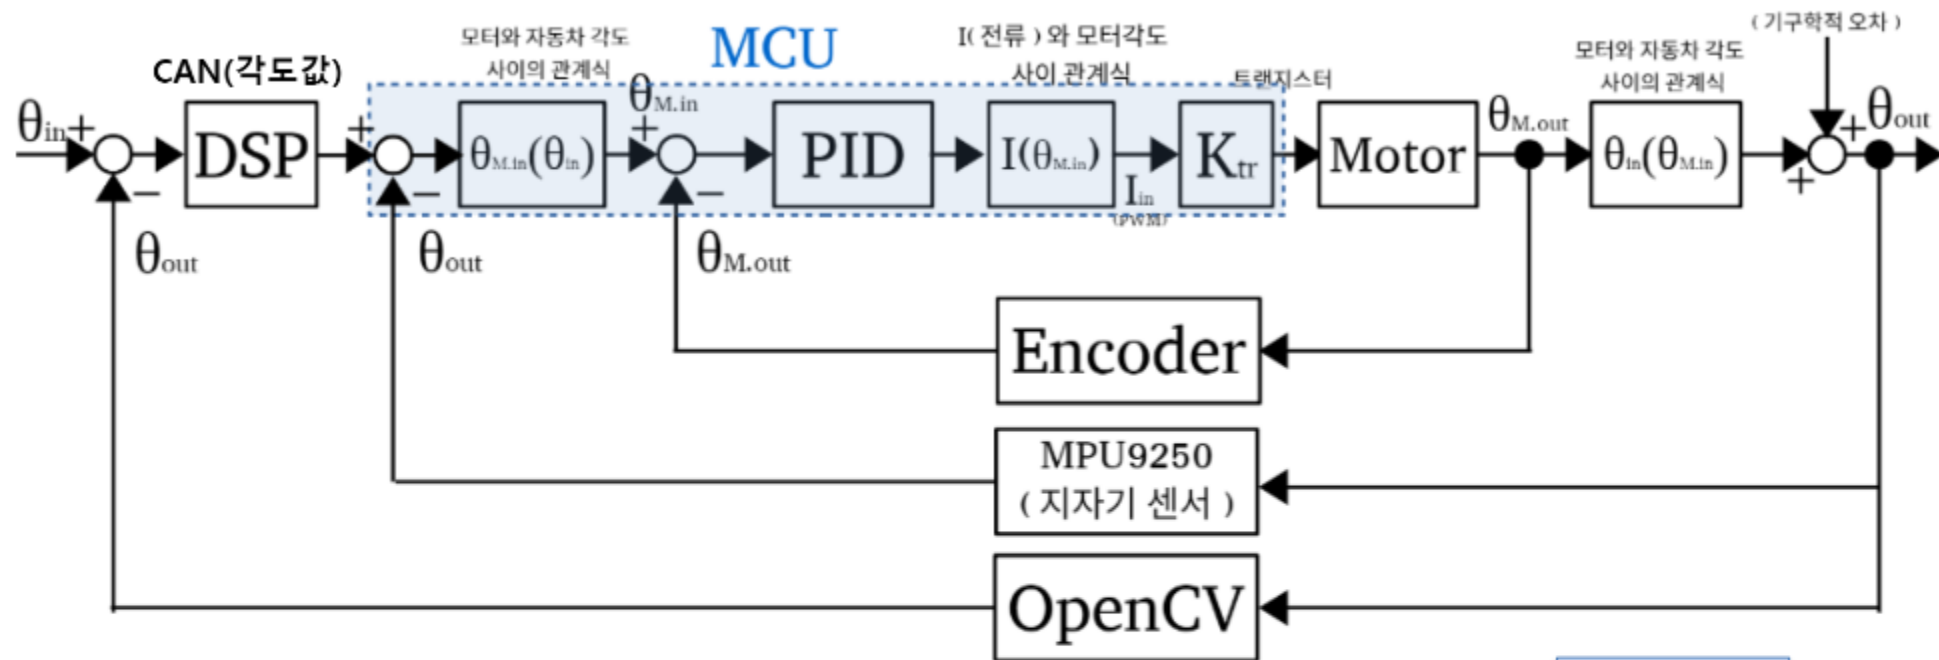 ( 기구학적 오차 )
모터와 자동차 각도
사이의 관계식
MCU
I( 전류 ) 와 모터각도
사이 관계식
모터와 자동차 각도
사이의 관계식
CAN(각도값)
트랜지스터
θin
+
DSP
+
θM.in(θin)
θM.in
+
PID
I(θM.in)
Iin
(PWM)
Ktr
Motor
θM.out
θin(θM.in)
+
+
θout
−
θout
−
θout
−
θM.out
Encoder
MPU9250
( 지자기 센서 )
OpenCV